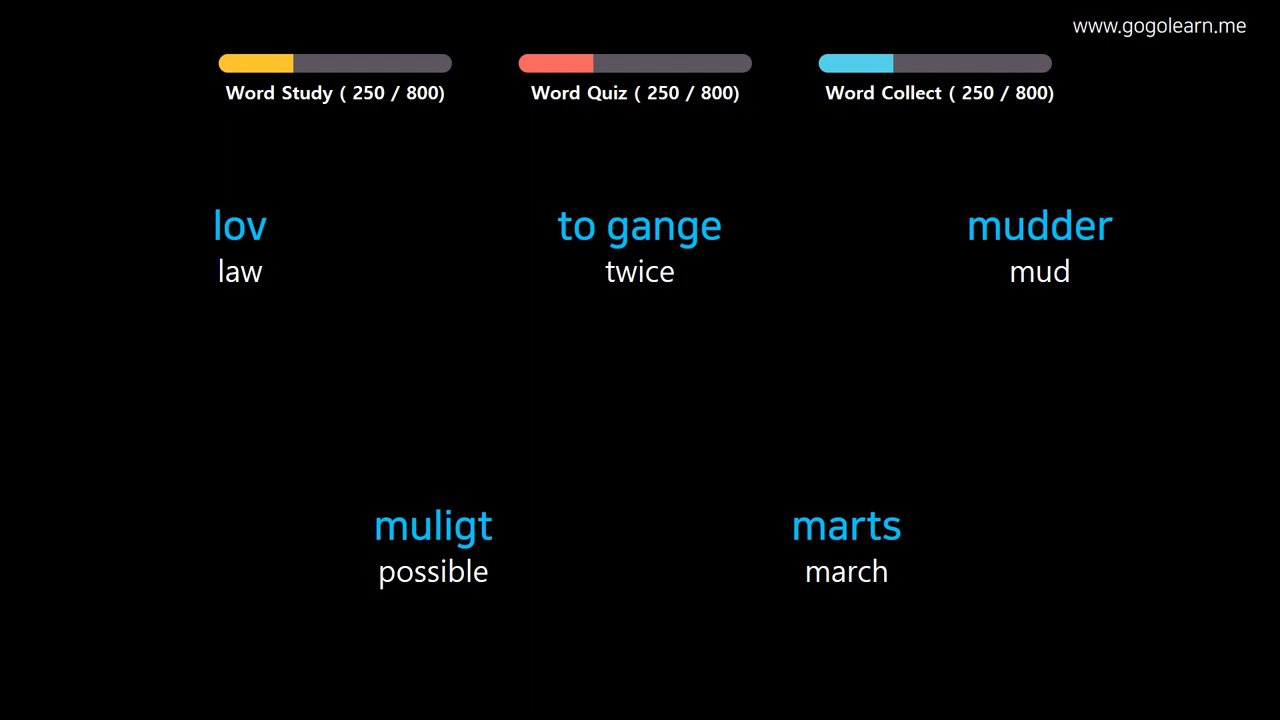 www.gogolearn.me
Word Study ( 250 / 800)
Word Quiz ( 250 / 800)
Word Collect ( 250 / 800)
lov
law
to gange
twice
mudder
mud
muligt
possible
marts
march